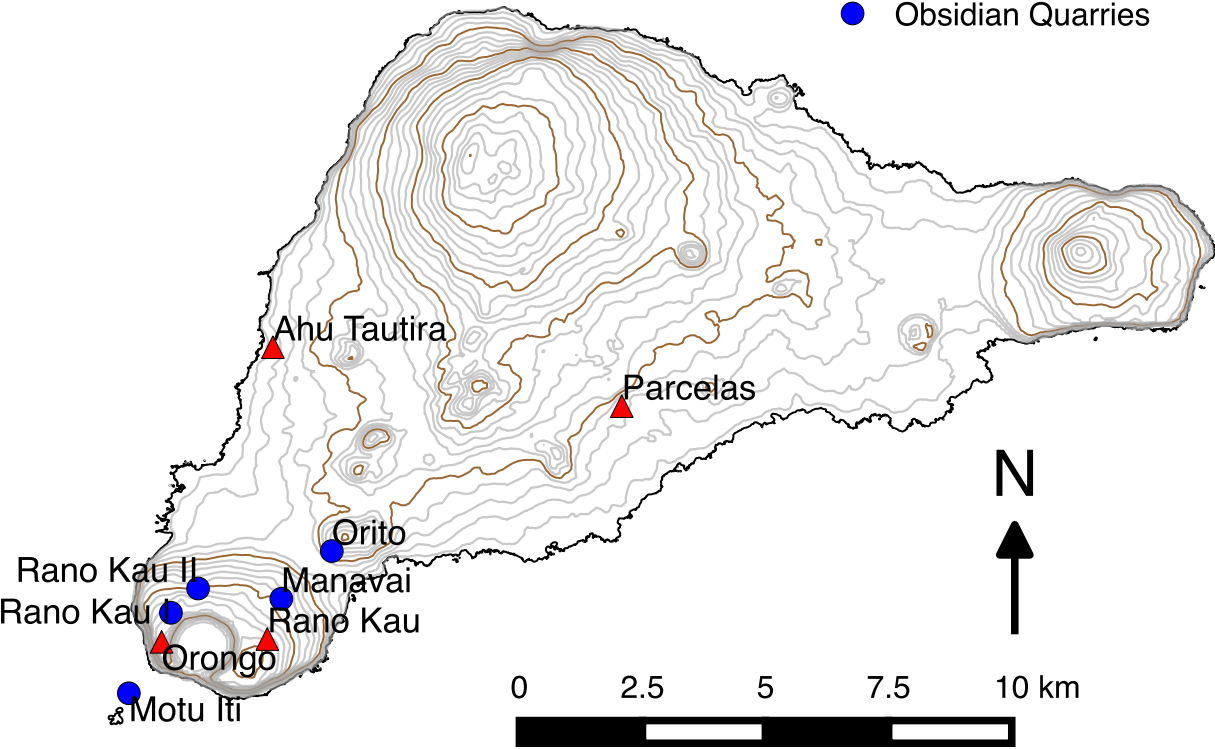 Obsidian Quarries
Ahu Tautira
Parcelas
N
Orito
Rano Kau II
Manavai
Rano Kau I
Rano Kau
Orongo
Motu Iti
0 2.5 5 7.5 10 km